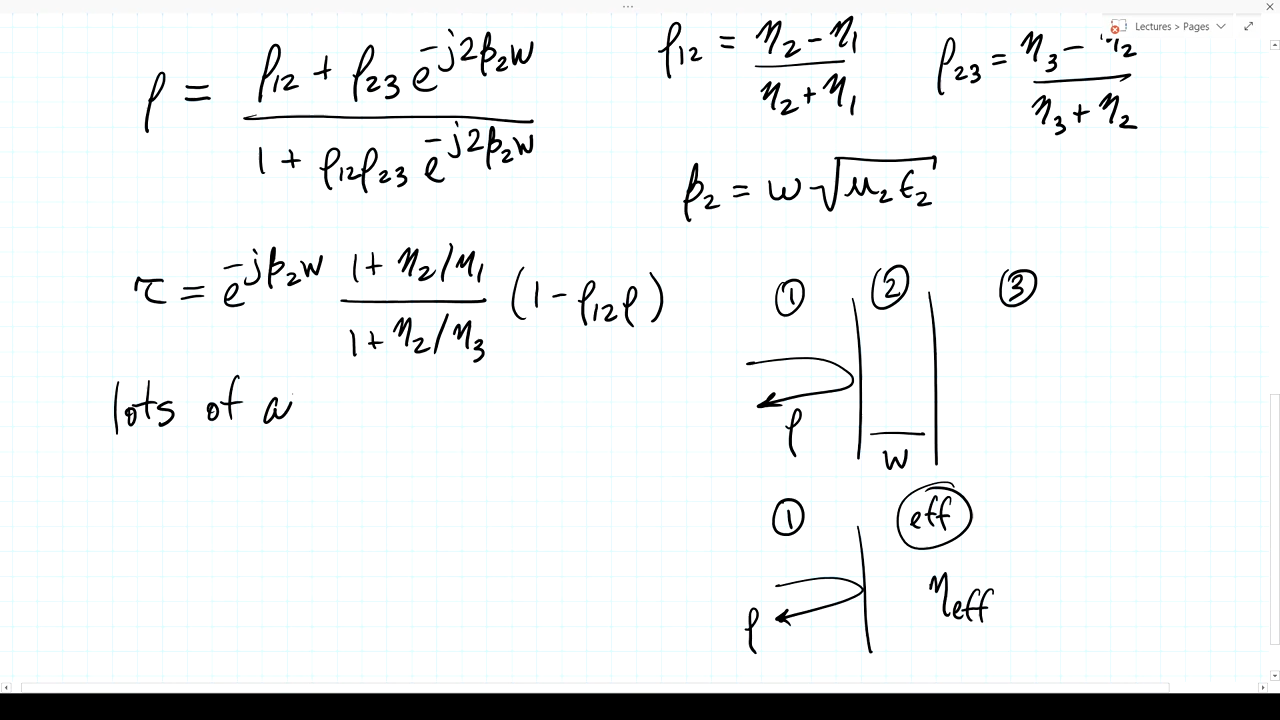 Lectures > Pages
ρ = (ρ₁₂ + ρ₂₃ e^(-j2β₂w)) / (1 + ρ₁₂ρ₂₃ e^(-j2β₂w))
ρ₁₂ = (η₂ - η₁) / (η₂ + η₁)
ρ₂₃ = (η₃ - η₂) / (η₃ + η₂)
β₂ = ω√(μ₂ε₂)
τ = e^(-jβ₂w) (1 + η₂/η₁) / (1 + η₂/η₃) (1 - ρ₁₂ρ)
lots of a
① ② ③
ρ
w
① eff
η_eff
ρ